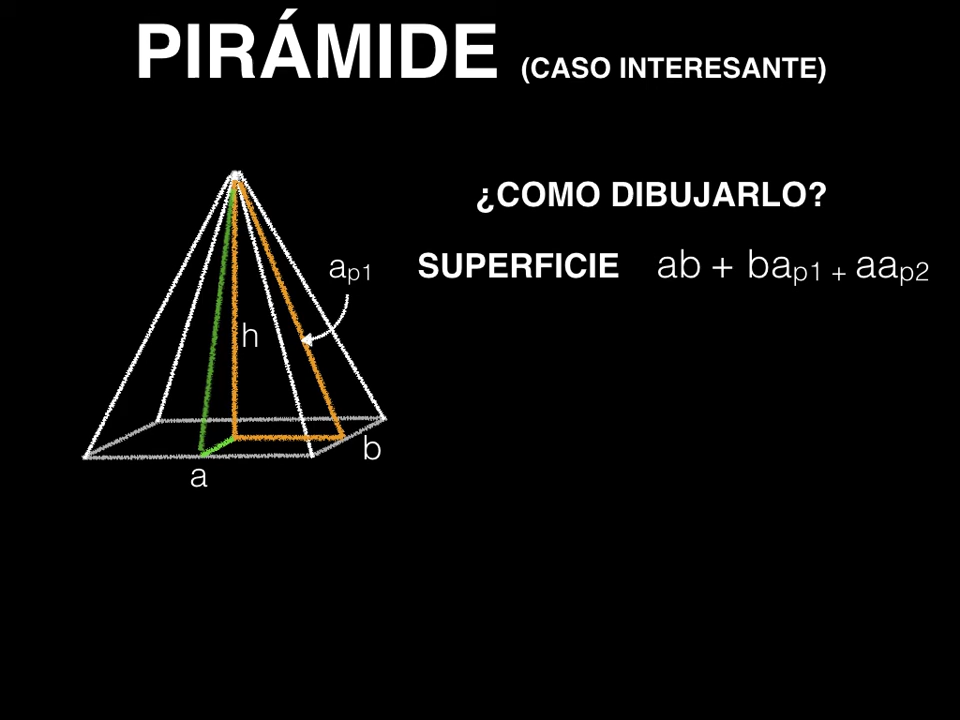 PIRÁMIDE (CASO INTERESANTE)
¿COMO DIBUJARLO?
SUPERFICIE ab + bap1 + aap2
ap1
h
b
a